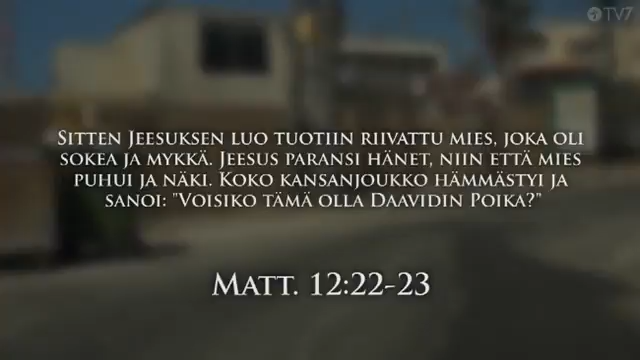 TV7
Sitten Jeesuksen luo tuotiin riivattu mies, joka oli
sokea ja mykkä. Jeesus paransi hänet, niin että mies
puhui ja näki. Koko kansanjoukko hämmästyi ja
sanoi: "Voisiko tämä olla Daavidin Poika?"
Matt. 12:22-23